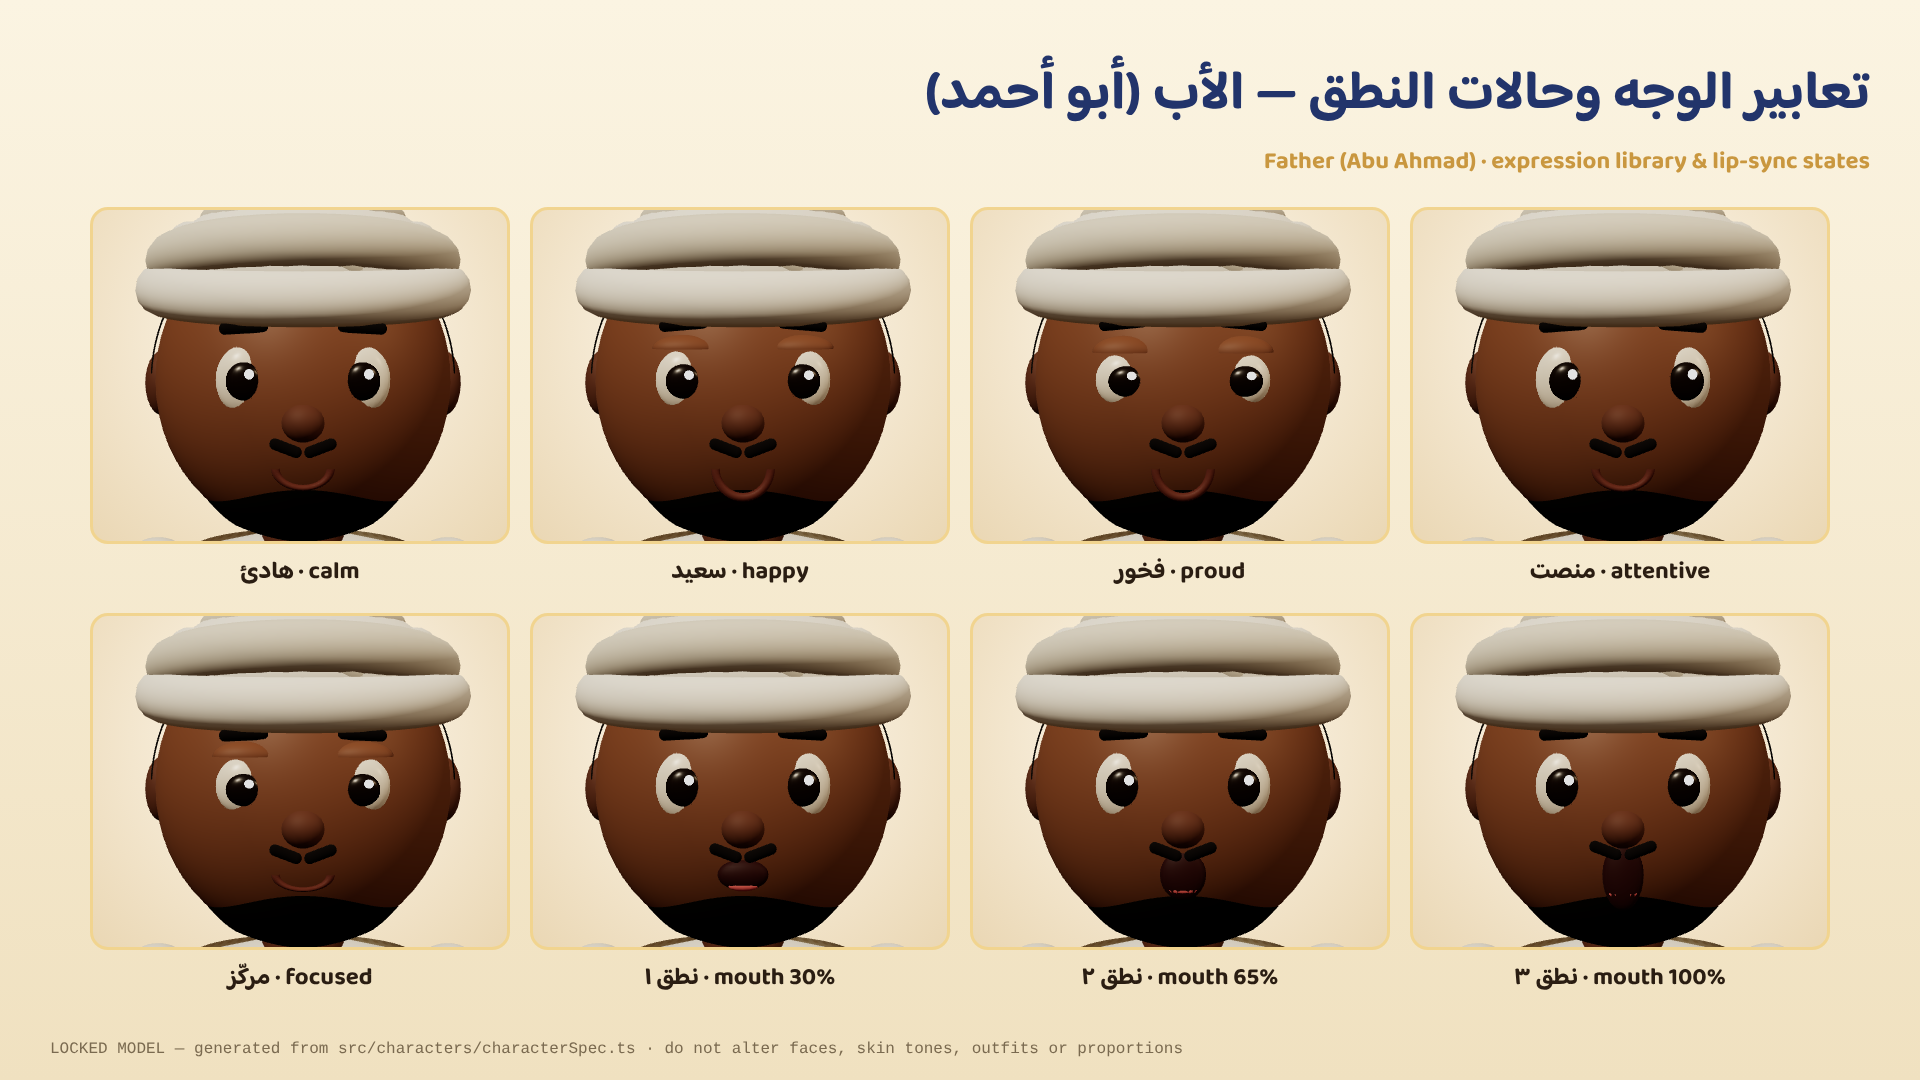 تعابير الوجه وحالات النطق — الأب (أبو أحمد)
Father (Abu Ahmad) · expression library & lip-sync states
هادئ · calm
سعيد · happy
فخور · proud
منصت · attentive
مركّز · focused
نطق ١ · mouth 30%
نطق ٢ · mouth 65%
نطق ٣ · mouth 100%
LOCKED MODEL — generated from src/characters/characterSpec.ts · do not alter faces, skin tones, outfits or proportions